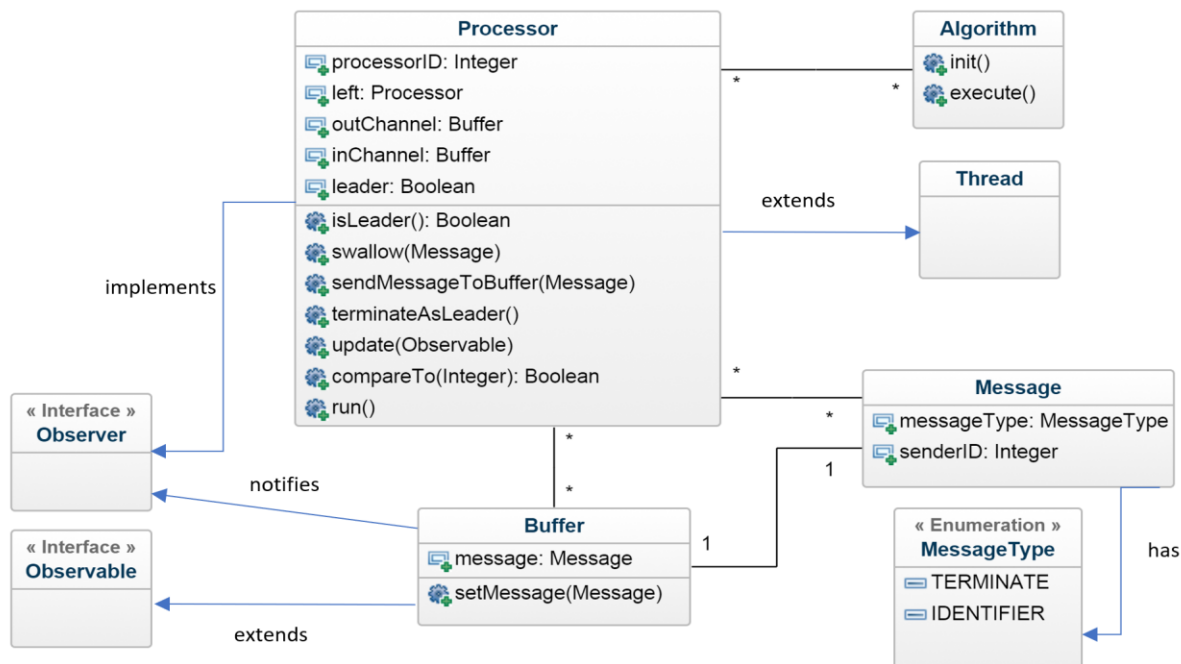 Processor
processorID: Integer
left: Processor
outChannel: Buffer
inChannel: Buffer
leader: Boolean
isLeader(): Boolean
swallow(Message)
sendMessageToBuffer(Message)
terminateAsLeader()
update(Observable)
compareTo(Integer): Boolean
run()
Algorithm
init()
execute()
*
*
Thread
extends
implements
*
*
Message
messageType: MessageType
senderID: Integer
1
« Interface »
Observer
notifies
*
*
Buffer
message: Message
setMessage(Message)
1
« Interface »
Observable
extends
« Enumeration »
MessageType
TERMINATE
IDENTIFIER
has